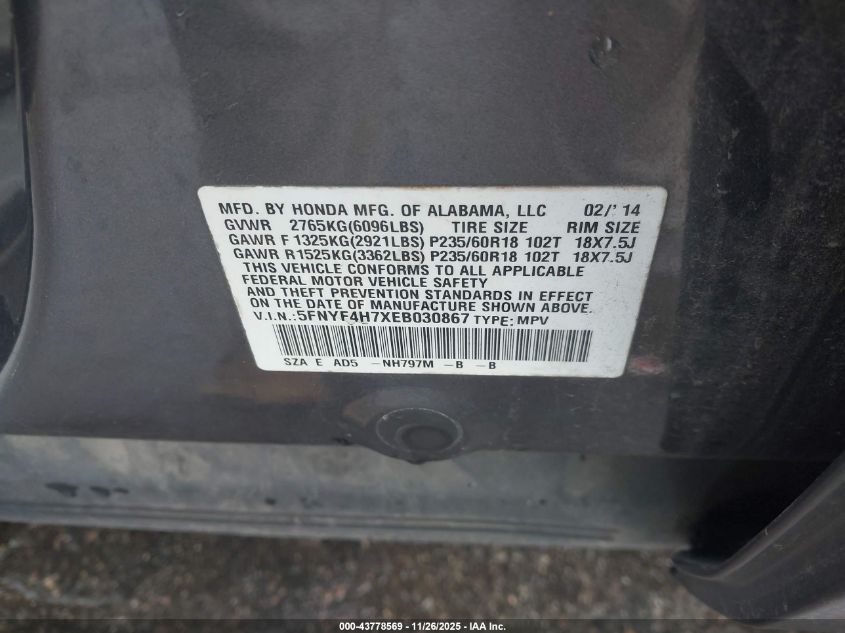 MFD. BY HONDA MFG. OF ALABAMA, LLC 02/'14
GVWR 2765KG(6096LBS) TIRE SIZE RIM SIZE
GAWR F 1325KG(2921LBS) P235/60R18 102T 18X7.5J
GAWR R 1525KG(3362LBS) P235/60R18 102T 18X7.5J
THIS VEHICLE CONFORMS TO ALL APPLICABLE
FEDERAL MOTOR VEHICLE SAFETY
AND THEFT PREVENTION STANDARDS IN EFFECT
ON THE DATE OF MANUFACTURE SHOWN ABOVE.
V.I.N.:5FNYF4H7XEB030867 TYPE: MPV
SZA E AD5 -NH797M -B -B
000-43778569 - 11/26/2025 - IAA Inc.